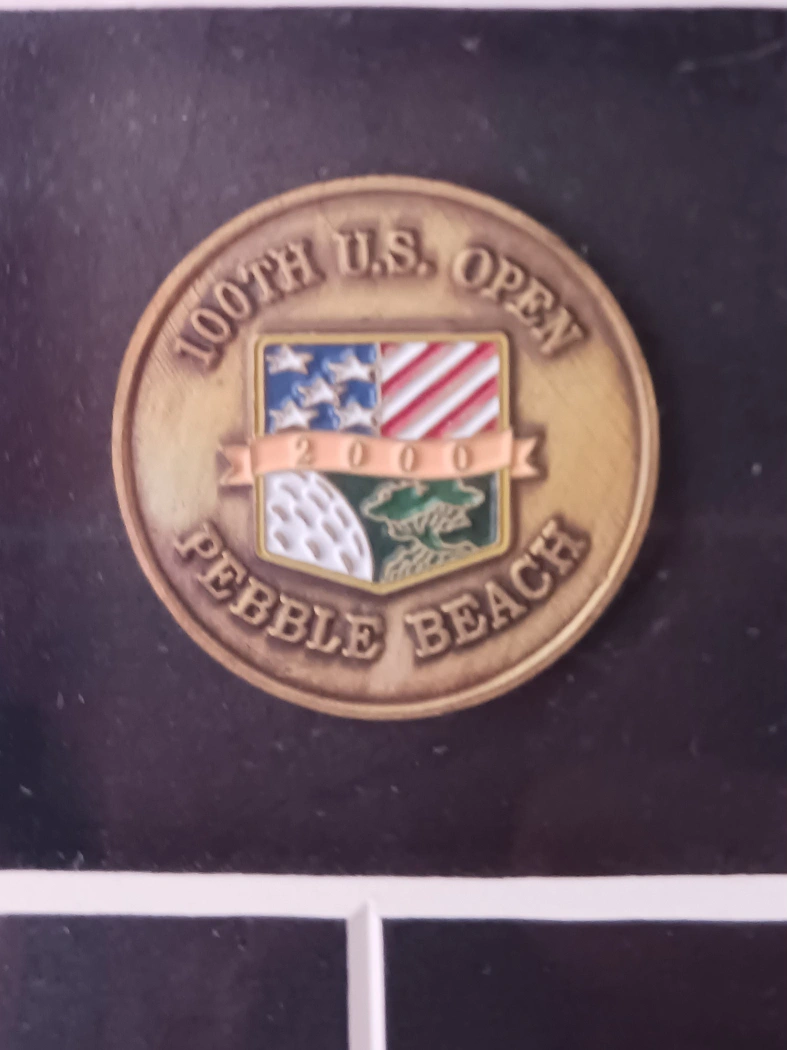 100TH U.S. OPEN
2000
PEBBLE BEACH